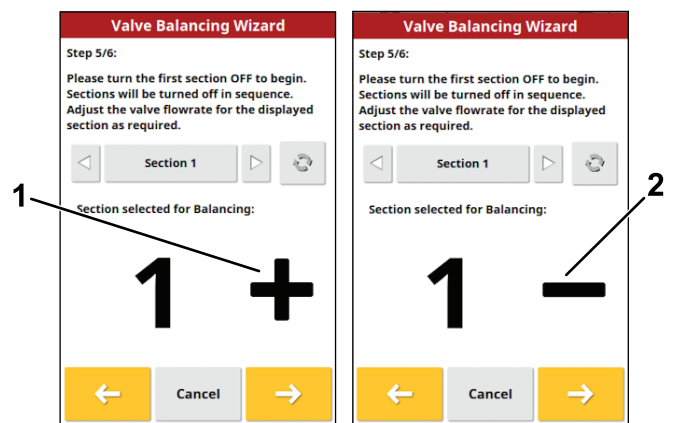 Valve Balancing Wizard
Step 5/6:
Please turn the first section OFF to begin.
Sections will be turned off in sequence.
Adjust the valve flowrate for the displayed
section as required.
Section 1
Section selected for Balancing:
1 +
Cancel
1
Valve Balancing Wizard
Step 5/6:
Please turn the first section OFF to begin.
Sections will be turned off in sequence.
Adjust the valve flowrate for the displayed
section as required.
Section 1
Section selected for Balancing:
1 −
Cancel
2